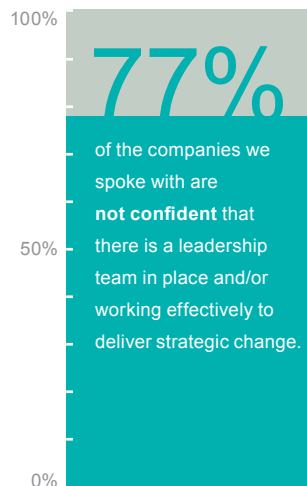 100%
77%
of the companies we
spoke with are
not confident that
there is a leadership
50%
team in place and/or
working effectively to
deliver strategic change.
0%